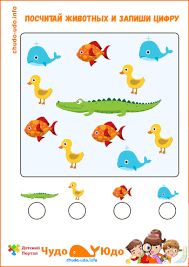 chudo-udo.info
ПОСЧИТАЙ ЖИВОТНЫХ И ЗАПИШИ ЦИФРУ
Детский Портал
Чудо Юдо
chudo-udo.info